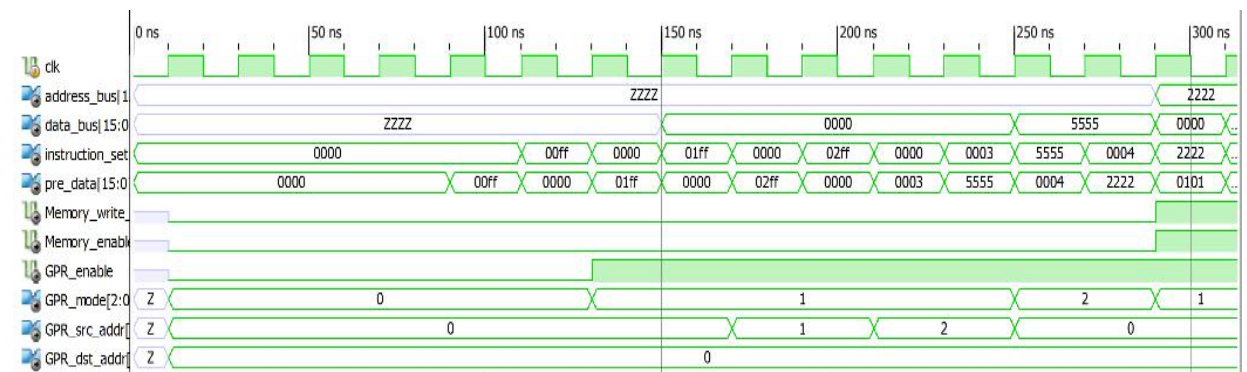 0 ns 50 ns 100 ns 150 ns 200 ns 250 ns 300 ns
clk
address_bus[1 ZZZZ 2222
data_bus[15:0 ZZZZ 0000 5555 0000 ..
instruction_set 0000 00ff 0000 01ff 0000 02ff 0000 0003 5555 0004 2222 ..
pre_data[15:0 0000 00ff 0000 01ff 0000 02ff 0000 0003 5555 0004 2222 0101 ..
Memory_write_
Memory_enable
GPR_enable
GPR_mode[2:0 Z 0 1 2 1
GPR_src_addr[ Z 0 1 2 0
GPR_dst_addr[ Z 0